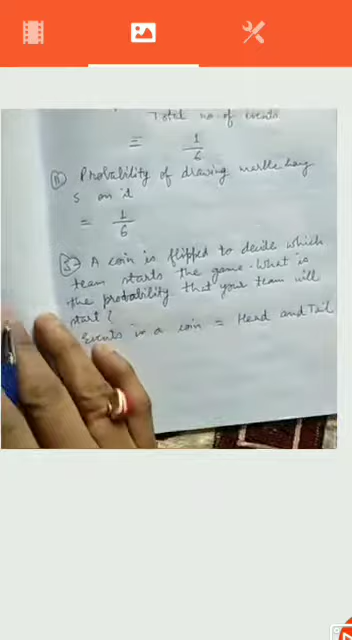 Total no. of events
= 1/6
(ii) Probability of drawing marble having
5 on it
= 1/6
A coin is flipped to decide which
team starts the game. What is
the probability that your team will
start?
Events in a coin = Head and Tail